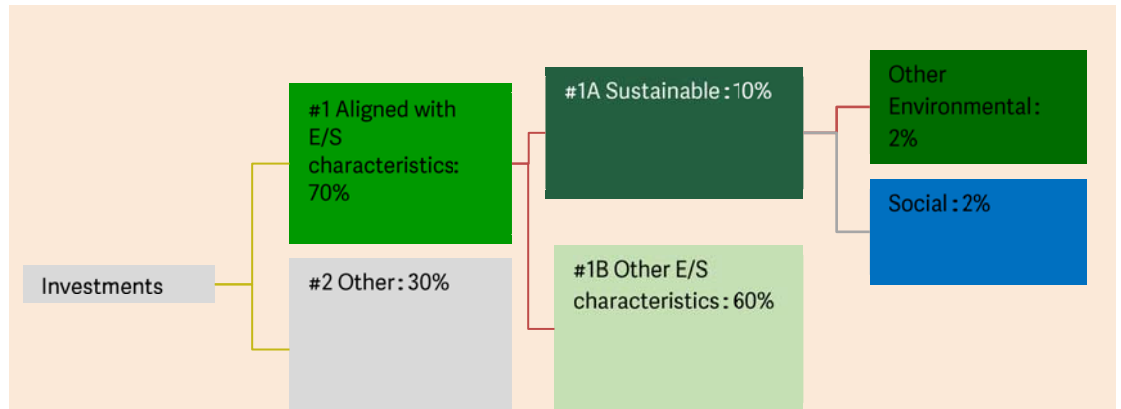 Investments
#1 Aligned with
E/S
characteristics:
70%
#2 Other: 30%
#1A Sustainable: 10%
#1B Other E/S
characteristics: 60%
Other
Environmental:
2%
Social: 2%